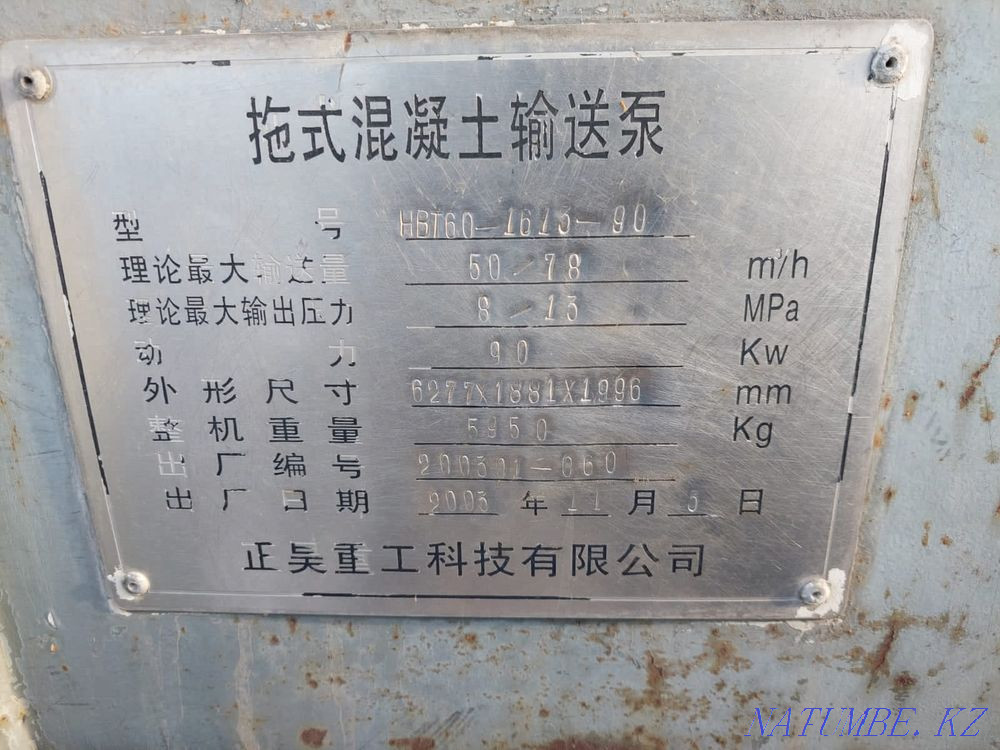 拖式混凝土输送泵
型号 HBT60-1613-90
理论最大输送量 50/78 m³/h
理论最大输出压力 8/13 MPa
动力 90 Kw
外形尺寸 6277X1881X1996 mm
整机重量 5950 Kg
出厂编号
出厂日期 2003 年 11 月 日
正昊重工科技有限公司
NATUMBE.KZ